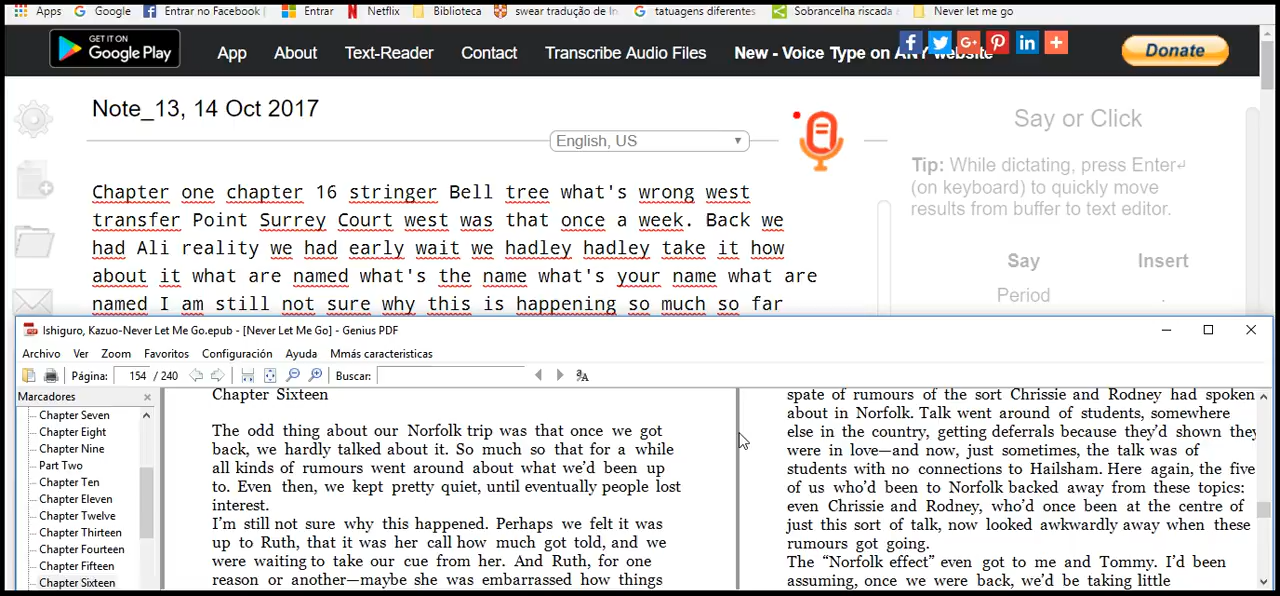 Apps Google Entrar no Facebook Entrar Netflix Biblioteca swear tradução de In tatuagens diferentes Sobrancelha riscada Never let me go
GET IT ON
Google Play
App About Text-Reader Contact Transcribe Audio Files New - Voice Type on ANY website
Donate
Note_13, 14 Oct 2017
English, US
Say or Click
Tip: While dictating, press Enter↵
(on keyboard) to quickly move
results from buffer to text editor.
Say Insert
Period .
Chapter one chapter 16 stringer Bell tree what's wrong west
transfer Point Surrey Court west was that once a week. Back we
had Ali reality we had early wait we hadley hadley take it how
about it what are named what's the name what's your name what are
named I am still not sure why this is happening so much so far
Ishiguro, Kazuo-Never Let Me Go.epub - [Never Let Me Go] - Genius PDF
Archivo Ver Zoom Favoritos Configuración Ayuda Mmás caracteristicas
Página: 154 / 240 Buscar:
Marcadores
Chapter Seven
Chapter Eight
Chapter Nine
Part Two
Chapter Ten
Chapter Eleven
Chapter Twelve
Chapter Thirteen
Chapter Fourteen
Chapter Fifteen
Chapter Sixteen
Chapter Sixteen
The odd thing about our Norfolk trip was that once we got
back, we hardly talked about it. So much so that for a while
all kinds of rumours went around about what we'd been up
to. Even then, we kept pretty quiet, until eventually people lost
interest.
I'm still not sure why this happened. Perhaps we felt it was
up to Ruth, that it was her call how much got told, and we
were waiting to take our cue from her. And Ruth, for one
reason or another—maybe she was embarrassed how things
spate of rumours of the sort Chrissie and Rodney had spoken
about in Norfolk. Talk went around of students, somewhere
else in the country, getting deferrals because they'd shown they
were in love—and now, just sometimes, the talk was of
students with no connections to Hailsham. Here again, the five
of us who'd been to Norfolk backed away from these topics:
even Chrissie and Rodney, who'd once been at the centre of
just this sort of talk, now looked awkwardly away when these
rumours got going.
The “Norfolk effect” even got to me and Tommy. I'd been
assuming, once we were back, we'd be taking little